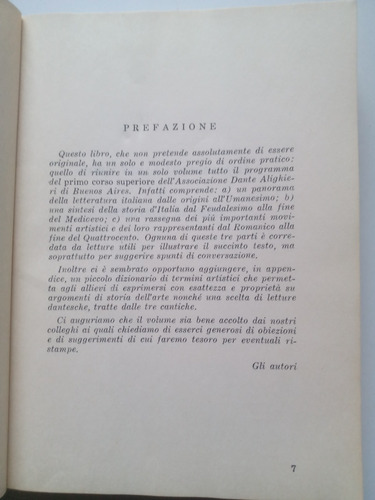 PREFAZIONE
Questo libro, che non pretende assolutamente di essere
originale, ha un solo e modesto pregio di ordine pratico:
quello di riunire in un solo volume tutto il programma
del primo corso superiore dell'Associazione Dante Alighie-
ri di Buenos Aires. Infatti comprende: a) un panorama
della letteratura italiana dalle origini all'Umanesimo; b)
una sintesi della storia d'Italia dal Feudalesimo alla fine
del Medioevo; c) una rassegna dei più importanti movi-
menti artistici e dei loro rappresentanti dal Romanico alla
fine del Quattrocento. Ognuna di queste tre parti è corre-
data da letture utili per illustrare il succinto testo, ma
soprattutto per suggerire spunti di conversazione.
Inoltre ci è sembrato opportuno aggiungere, in appen-
dice, un piccolo dizionario di termini artistici che permet-
ta agli allievi di esprimersi con esattezza e proprietà su
argomenti di storia dell'arte nonché una scelta di letture
dantesche, tratte dalle tre cantiche.
Ci auguriamo che il volume sia bene accolto dai nostri
colleghi ai quali chiediamo di esserci generosi di obiezioni
e di suggerimenti di cui faremo tesoro per eventuali ri-
stampe.
Gli autori
7